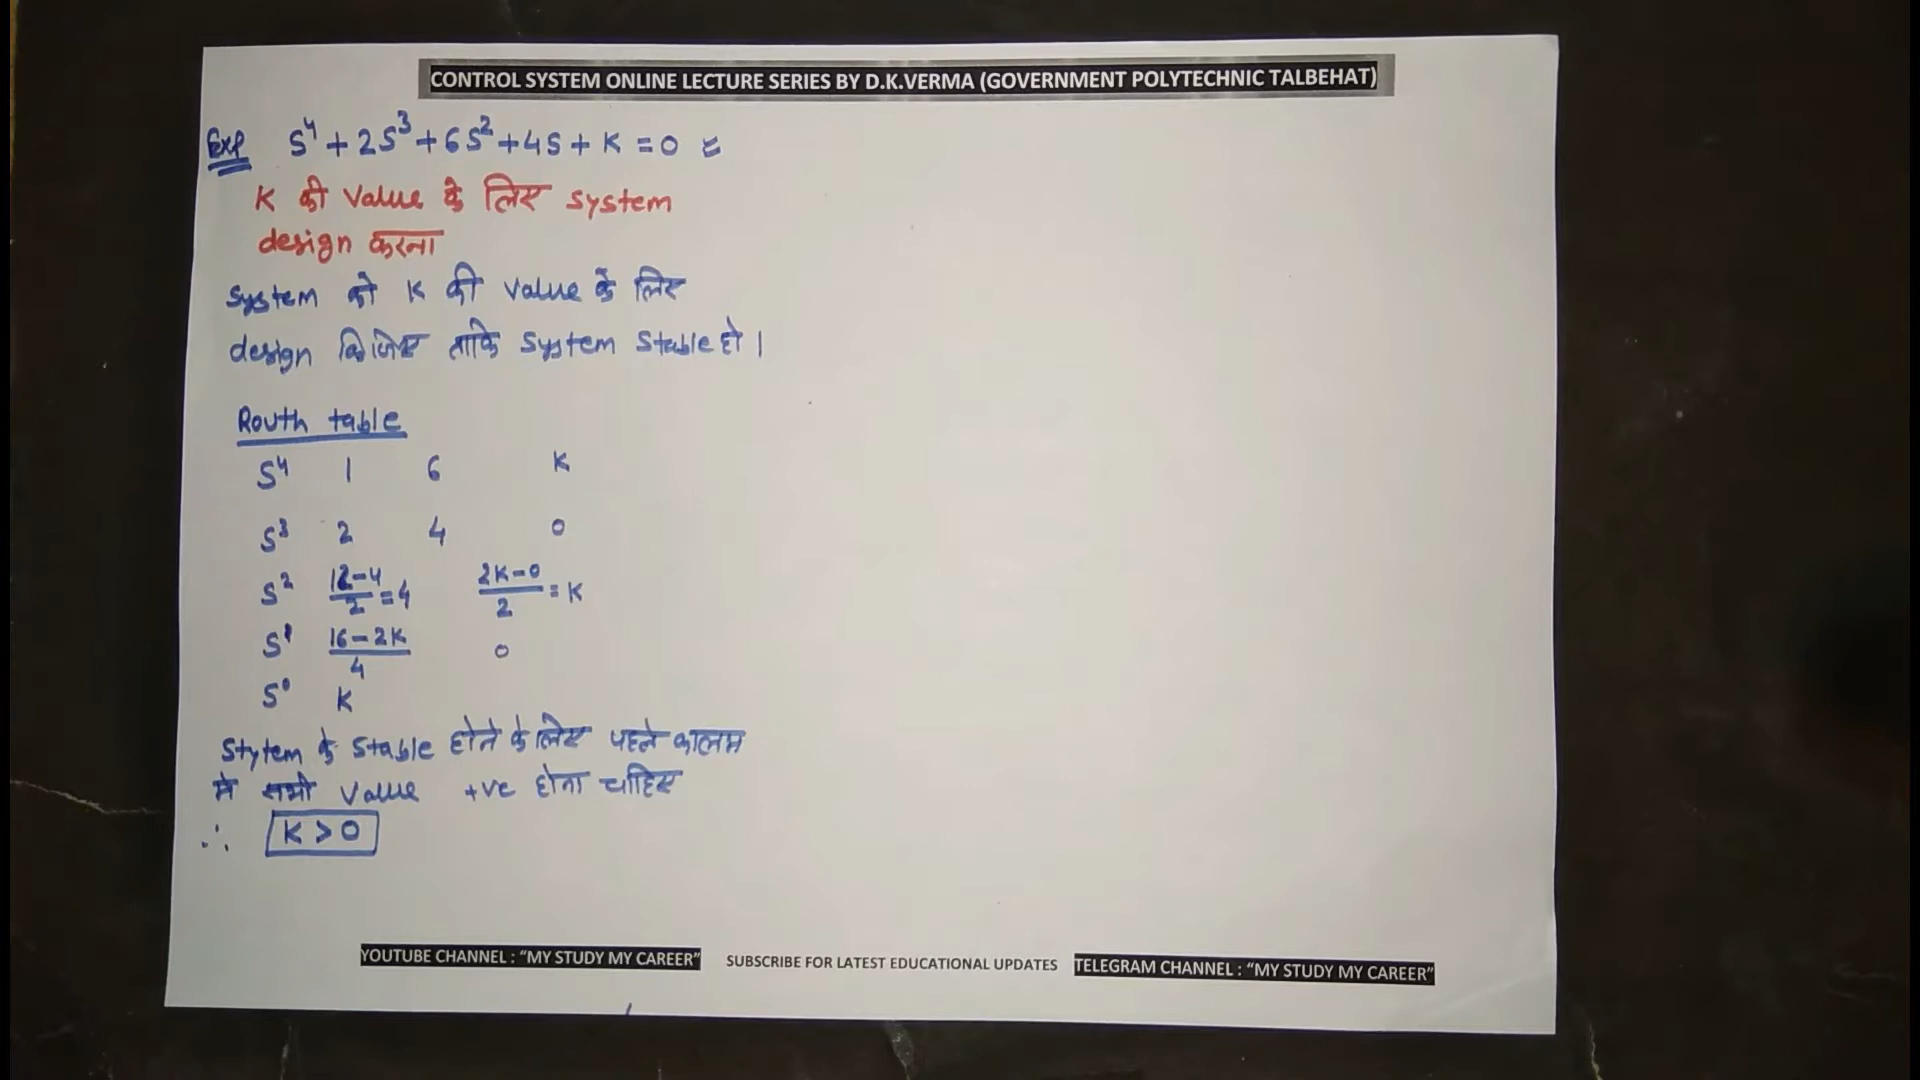 CONTROL SYSTEM ONLINE LECTURE SERIES BY D.K.VERMA (GOVERNMENT POLYTECHNIC TALBEHAT)
Exp S⁴ + 2S³ + 6S² + 4S + K = 0
K की Value के लिए system
design करना
System को K की value के लिए
design किजिए ताकि System Stable हो ।
Routh table
S⁴ 1 6 K
S³ 2 4 0
S² (12-4)/2 = 4 (2K-0)/2 = K
S¹ (16-2K)/4 0
S⁰ K
Stytem के stable होने के लिए पहले कालम
मे सभी Value +ve होना चाहिए
∴ K > 0
YOUTUBE CHANNEL : “MY STUDY MY CAREER” SUBSCRIBE FOR LATEST EDUCATIONAL UPDATES TELEGRAM CHANNEL : “MY STUDY MY CAREER”